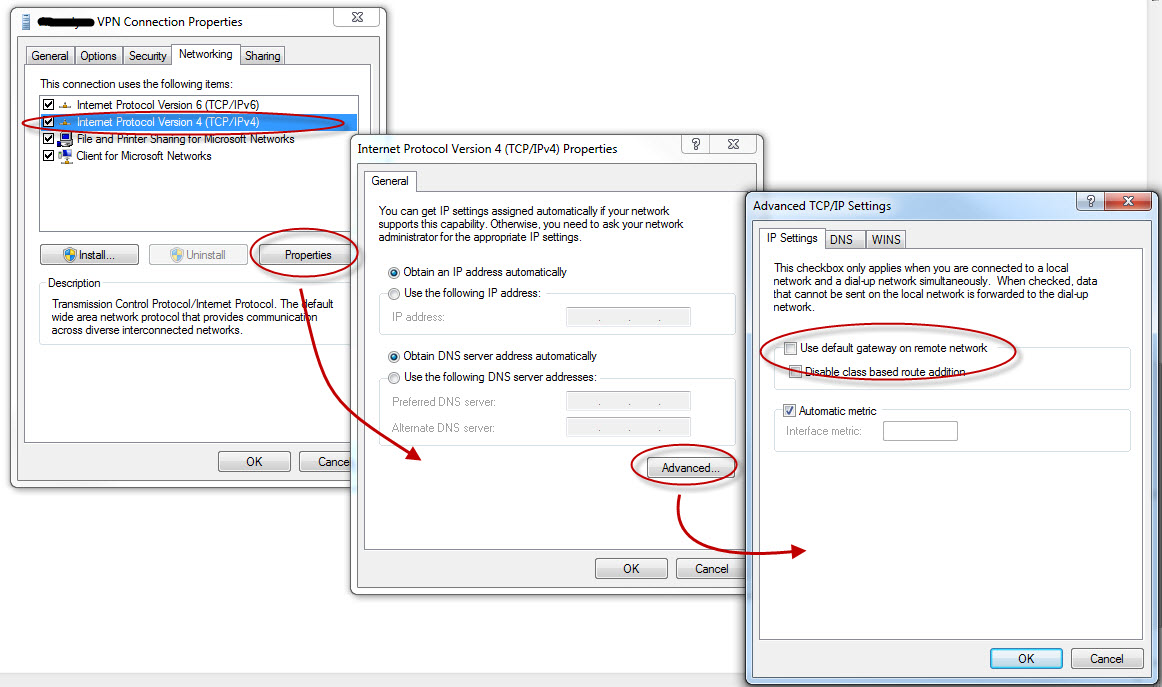 VPN Connection Properties
General
Options
Security
Networking
Sharing
This connection uses the following items:
Internet Protocol Version 6 (TCP/IPv6)
Internet Protocol Version 4 (TCP/IPv4)
File and Printer Sharing for Microsoft Networks
Client for Microsoft Networks
Install...
Uninstall
Properties
Description
Transmission Control Protocol/Internet Protocol. The default
wide area network protocol that provides communication
across diverse interconnected networks.
OK
Cance
Internet Protocol Version 4 (TCP/IPv4) Properties
?
General
You can get IP settings assigned automatically if your network
supports this capability. Otherwise, you need to ask your network
administrator for the appropriate IP settings.
Obtain an IP address automatically
Use the following IP address:
IP address:
Obtain DNS server address automatically
Use the following DNS server addresses:
Preferred DNS server:
Alternate DNS server:
Advanced...
OK
Cancel
Advanced TCP/IP Settings
?
IP Settings
DNS
WINS
This checkbox only applies when you are connected to a local
network and a dial-up network simultaneously. When checked, data
that cannot be sent on the local network is forwarded to the dial-up
network.
Use default gateway on remote network
Disable class based route addition
Automatic metric
Interface metric:
OK
Cancel